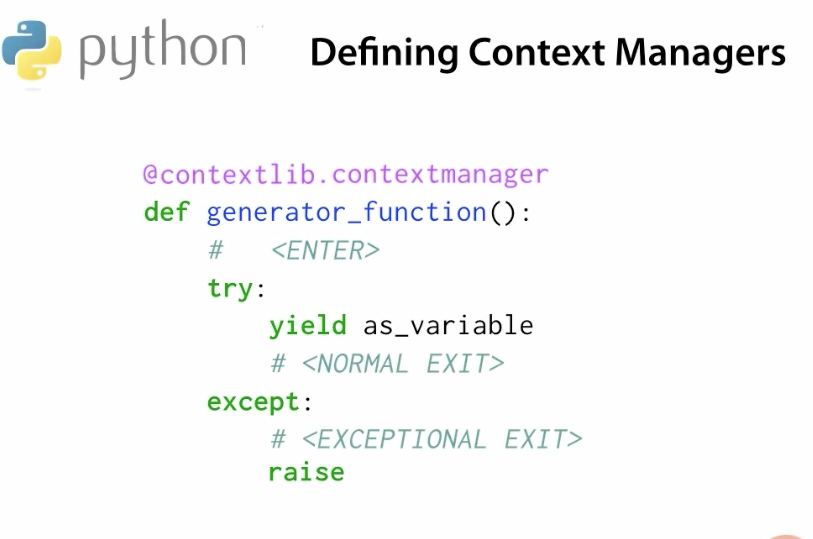 python
Defining Context Managers
@contextlib.contextmanager
def generator_function():
    #   <ENTER>
    try:
        yield as_variable
        # <NORMAL EXIT>
    except:
        # <EXCEPTIONAL EXIT>
        raise